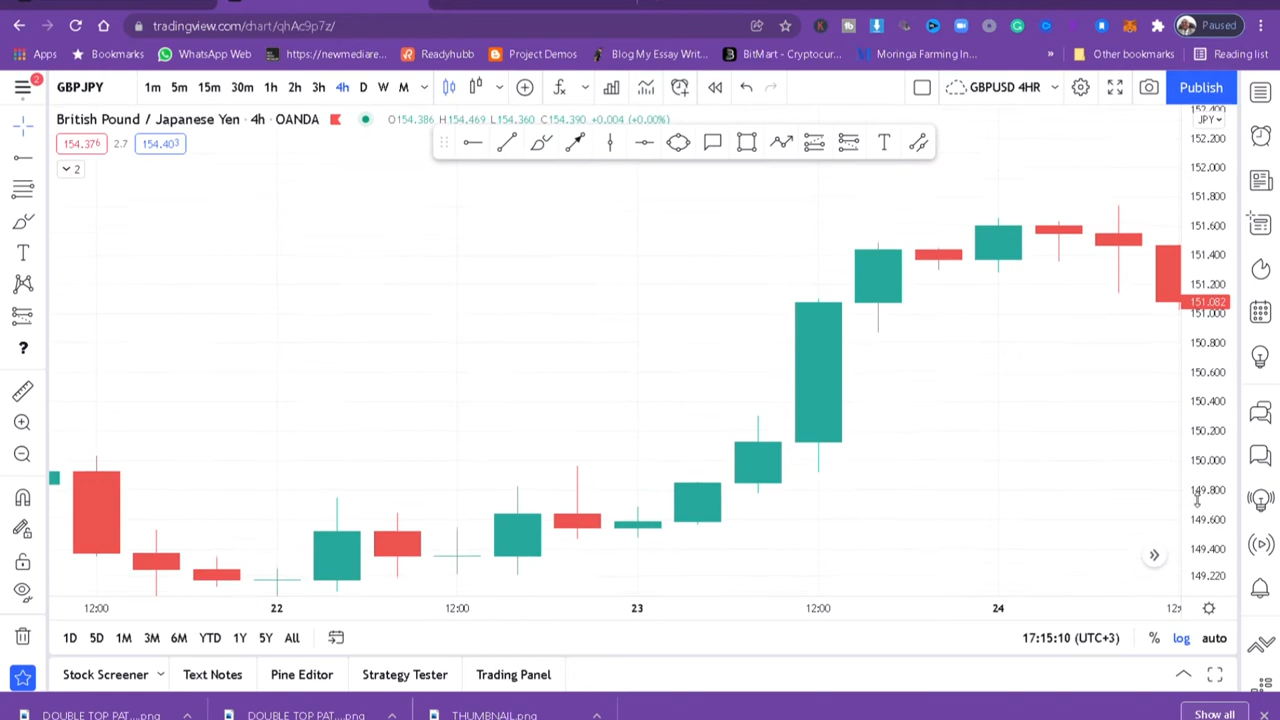 tradingview.com/chart/qhAc9p7z/
Paused
Apps
Bookmarks
WhatsApp Web
https://newmediare...
Readyhubb
Project Demos
Blog My Essay Writ...
BitMart - Cryptocur...
Moringa Farming In...
»
Other bookmarks
Reading list
2
GBPJPY
1m 5m 15m 30m 1h 2h 3h 4h D W M
GBPUSD 4HR
Publish
British Pound / Japanese Yen · 4h · OANDA
O154.386 H154.469 L154.360 C154.390 +0.004 (+0.00%)
154.376
2.7
154.403
2
152.400
JPY
152.200
152.000
151.800
151.600
151.400
151.200
151.082
151.000
150.800
150.600
150.400
150.200
150.000
149.800
149.600
149.400
149.220
12:00 22 12:00 23 12:00 24 12:
1D 5D 1M 3M 6M YTD 1Y 5Y All
17:15:10 (UTC+3)
% log auto
Stock Screener
Text Notes
Pine Editor
Strategy Tester
Trading Panel
DOUBLE TOP PAT....png
DOUBLE TOP PAT....png
THUMBNAIL.png
Show all